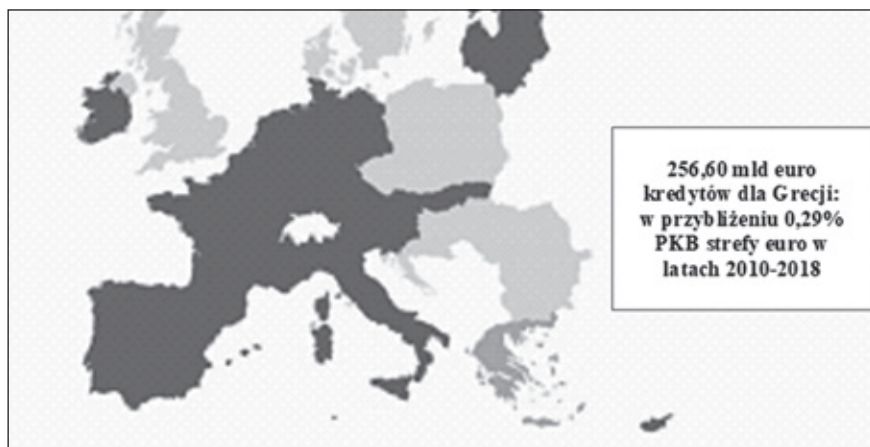 256,60 mld euro
kredytów dla Grecji:
w przybliżeniu 0,29%
PKB strefy euro w
latach 2010-2018